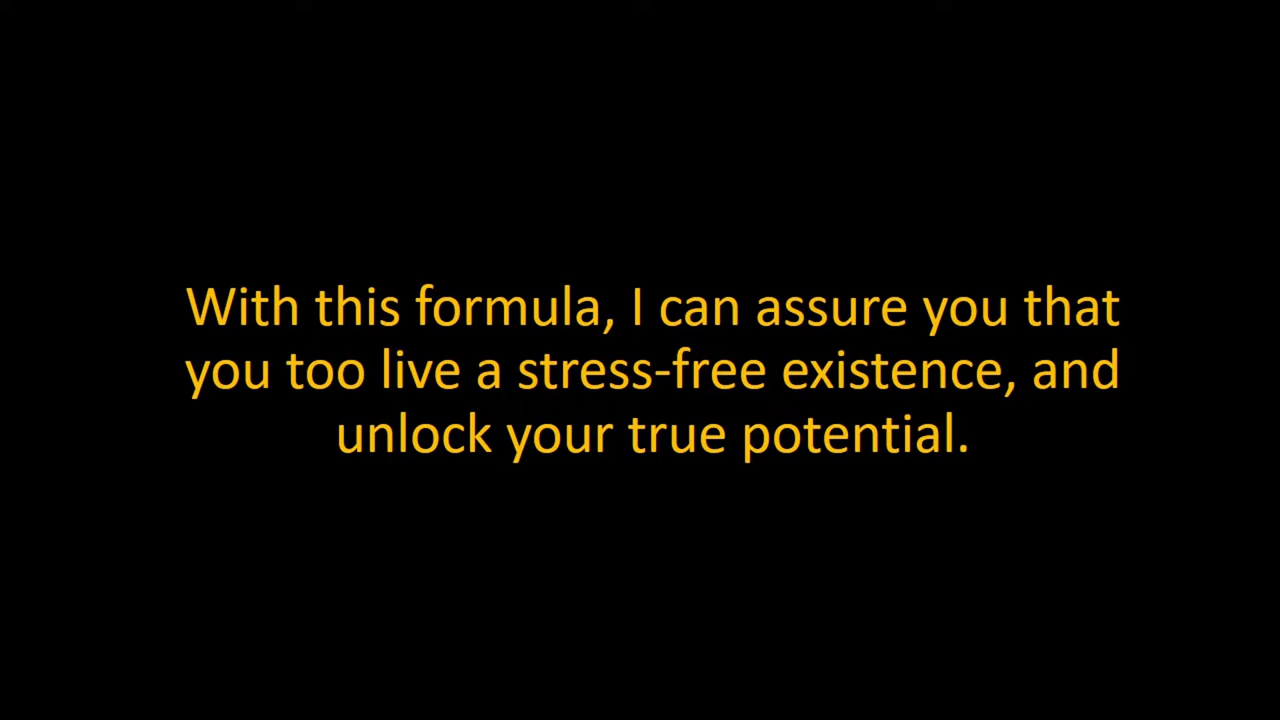 With this formula, I can assure you that
you too live a stress-free existence, and
unlock your true potential.